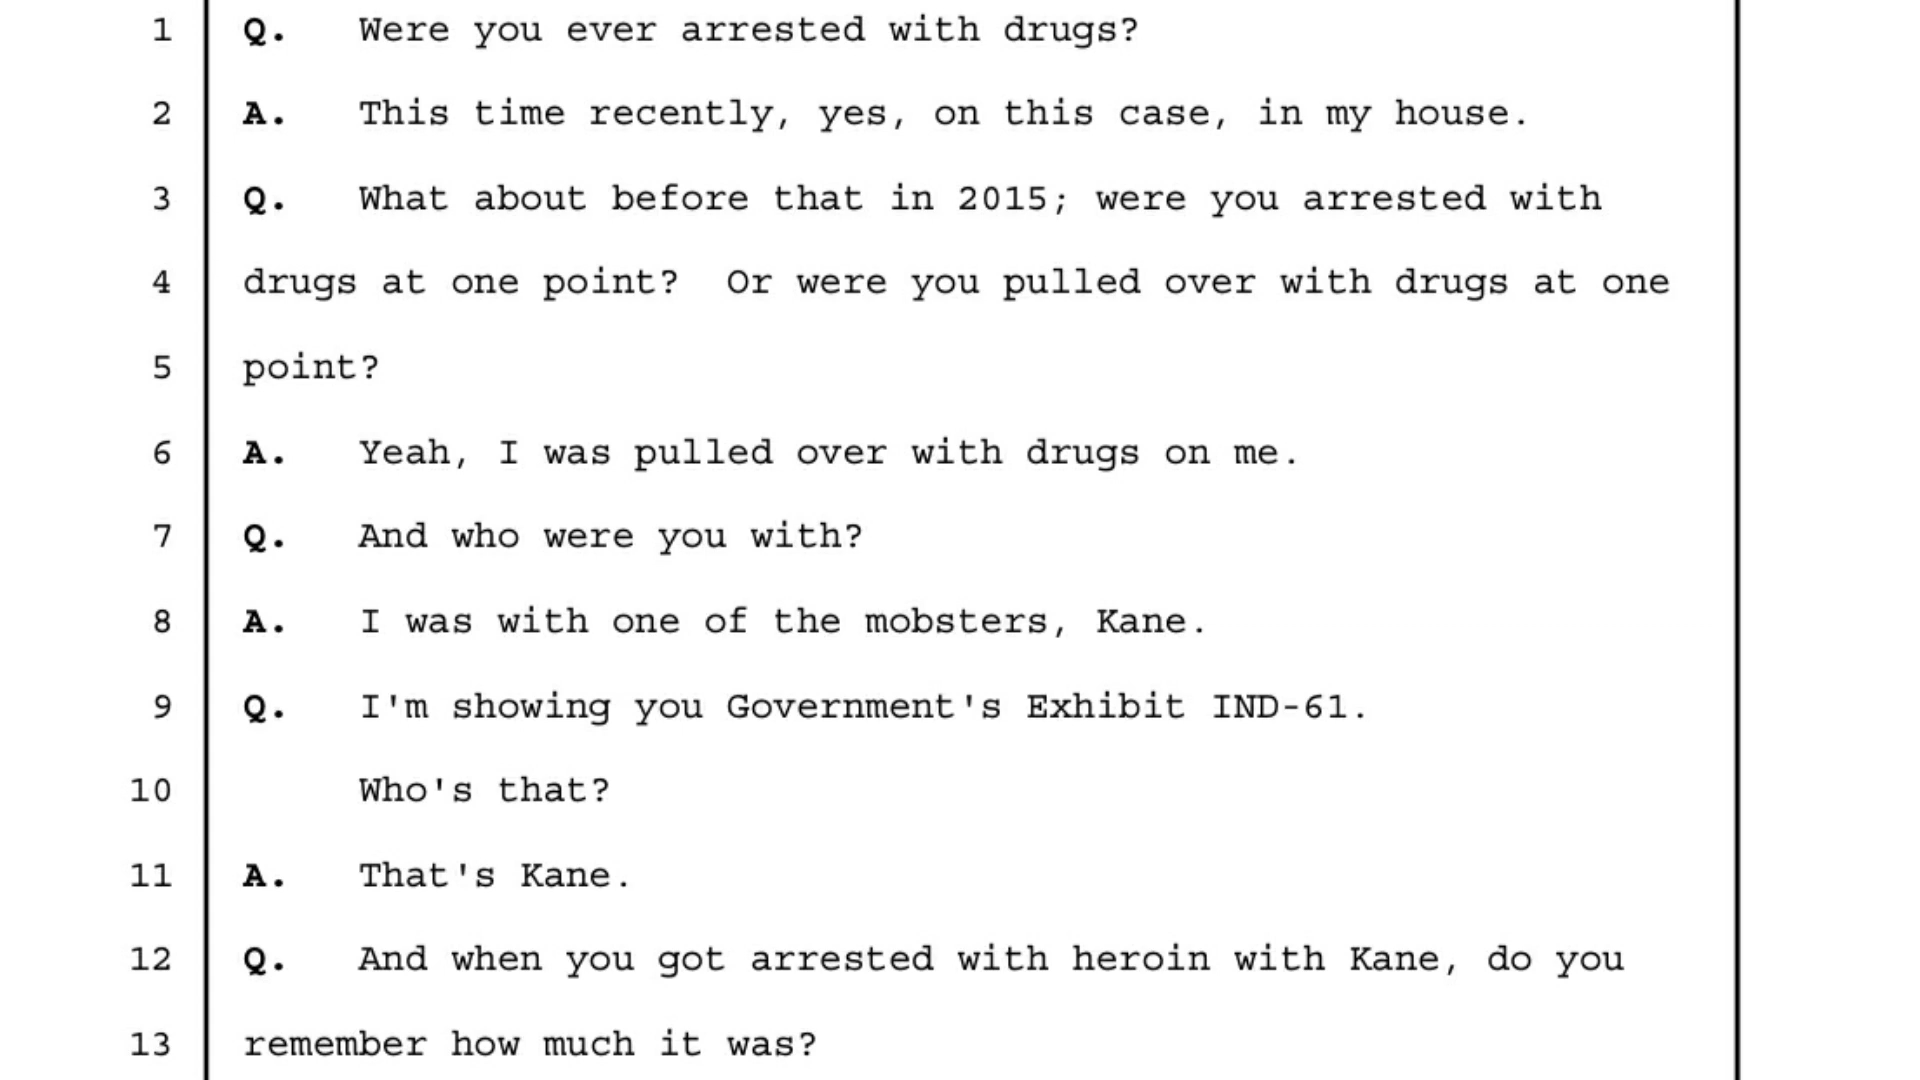 1 Q. Were you ever arrested with drugs?
2 A. This time recently, yes, on this case, in my house.
3 Q. What about before that in 2015; were you arrested with
4 drugs at one point? Or were you pulled over with drugs at one
5 point?
6 A. Yeah, I was pulled over with drugs on me.
7 Q. And who were you with?
8 A. I was with one of the mobsters, Kane.
9 Q. I'm showing you Government's Exhibit IND-61.
10 Who's that?
11 A. That's Kane.
12 Q. And when you got arrested with heroin with Kane, do you
13 remember how much it was?